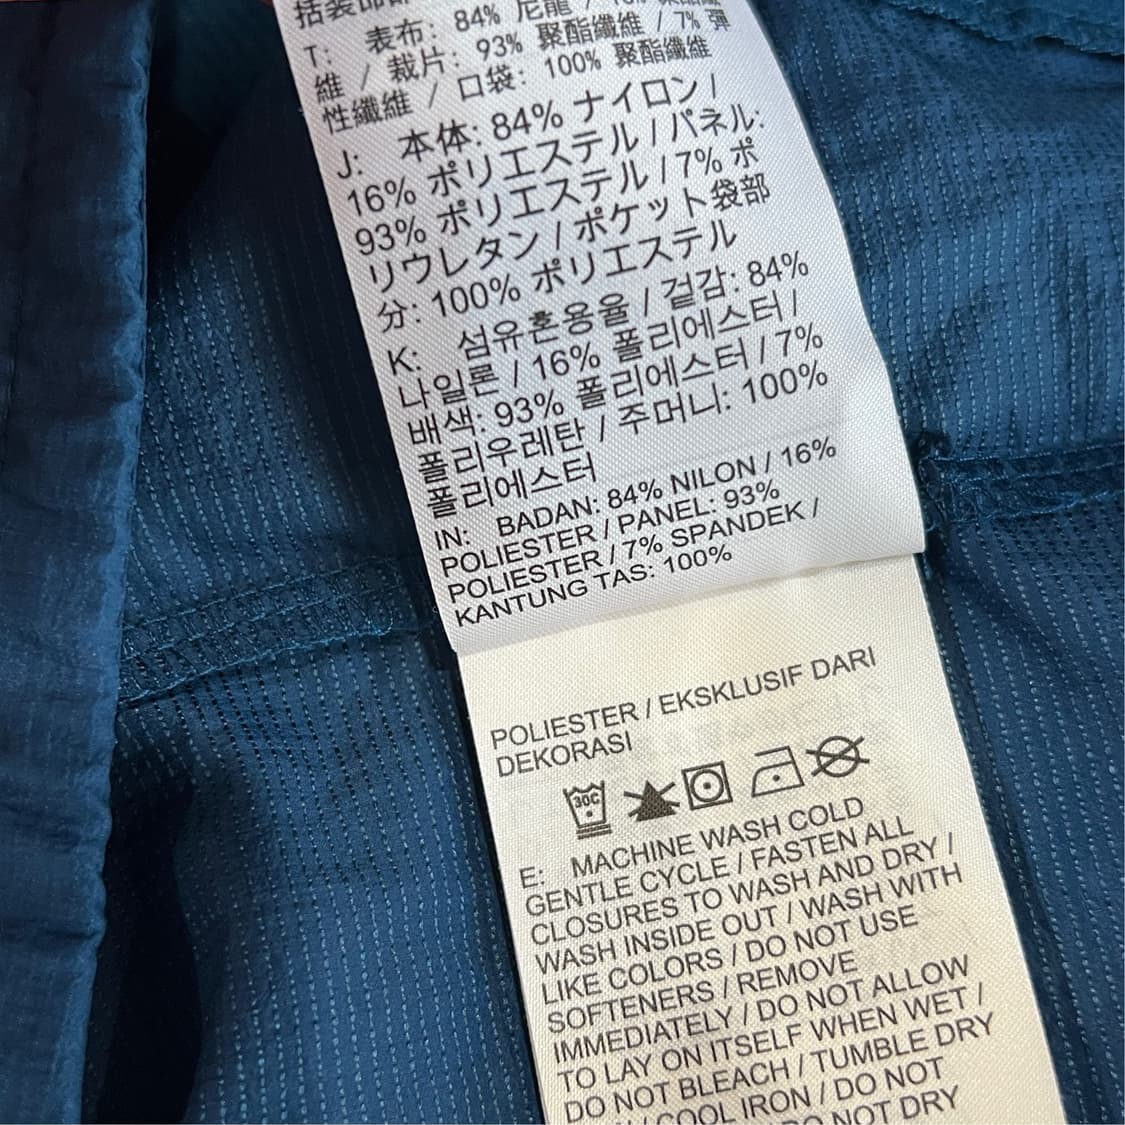 括装
T: 表布: 84% 尼龍 / 16% 聚酯纖
維 / 裁片: 93% 聚酯纖維 / 7% 彈
性纖維 / 口袋: 100% 聚酯纖維
J: 本体: 84% ナイロン /
16% ポリエステル / パネル:
93% ポリエステル / 7% ポ
リウレタン / ポケット袋部
分: 100% ポリエステル
K: 섬유혼용율 / 겉감: 84%
나일론 / 16% 폴리에스터 /
배색: 93% 폴리에스터 / 7%
폴리우레탄 / 주머니: 100%
폴리에스터
IN: BADAN: 84% NILON / 16%
POLIESTER / PANEL: 93%
POLIESTER / 7% SPANDEK /
KANTUNG TAS: 100%
POLIESTER / EKSKLUSIF DARI
DEKORASI
30C
E: MACHINE WASH COLD
GENTLE CYCLE / FASTEN ALL
CLOSURES TO WASH AND DRY /
WASH INSIDE OUT / WASH WITH
LIKE COLORS / DO NOT USE
SOFTENERS / REMOVE
IMMEDIATELY / DO NOT ALLOW
TO LAY ON ITSELF WHEN WET /
DO NOT BLEACH / TUMBLE DRY
/ COOL IRON / DO NOT
DO NOT DRY